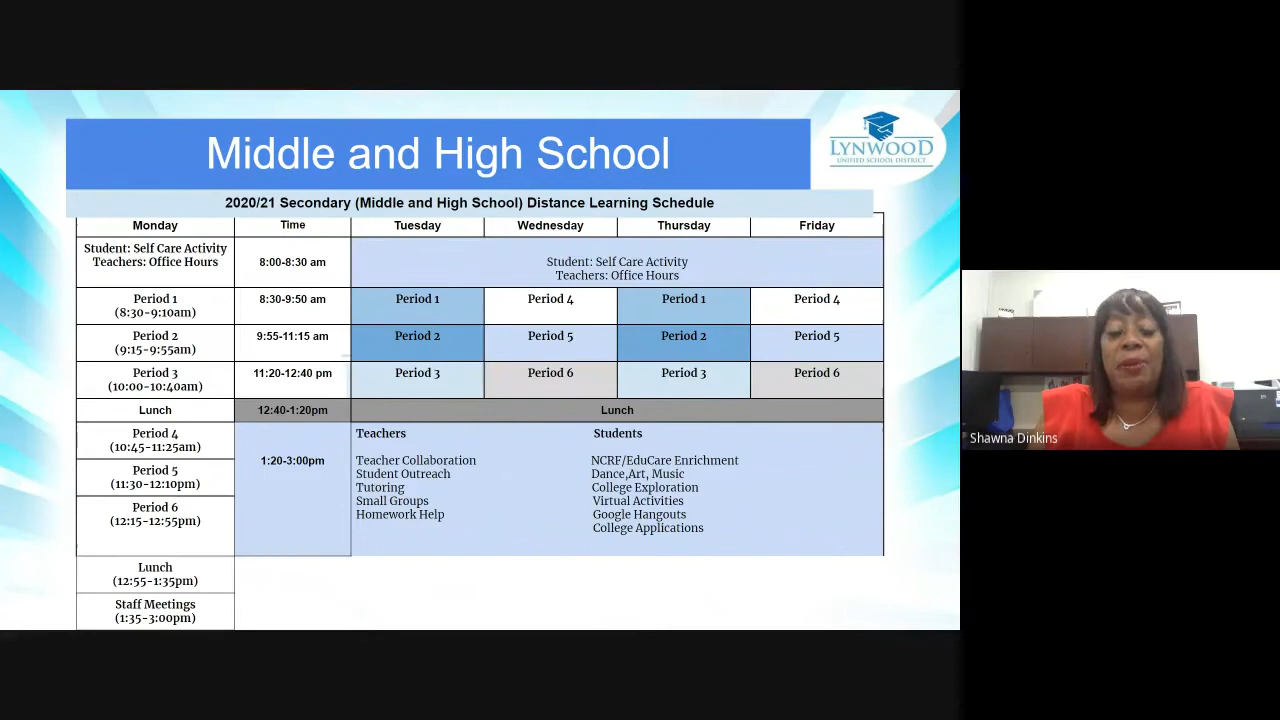 Middle and High School
LYNWOOD
UNIFIED SCHOOL DISTRICT
2020/21 Secondary (Middle and High School) Distance Learning Schedule
Monday Time Tuesday Wednesday Thursday Friday
Student: Self Care Activity
Teachers: Office Hours
8:00-8:30 am
Student: Self Care Activity
Teachers: Office Hours
Period 1
(8:30-9:10am)
8:30-9:50 am Period 1 Period 4 Period 1 Period 4
Period 2
(9:15-9:55am)
9:55-11:15 am Period 2 Period 5 Period 2 Period 5
Period 3
(10:00-10:40am)
11:20-12:40 pm Period 3 Period 6 Period 3 Period 6
Lunch 12:40-1:20pm Lunch
Period 4
(10:45-11:25am)
Period 5
(11:30-12:10pm)
Period 6
(12:15-12:55pm)
1:20-3:00pm
Teachers
Teacher Collaboration
Student Outreach
Tutoring
Small Groups
Homework Help
Students
NCRF/EduCare Enrichment
Dance,Art, Music
College Exploration
Virtual Activities
Google Hangouts
College Applications
Lunch
(12:55-1:35pm)
Staff Meetings
(1:35-3:00pm)
Shawna Dinkins